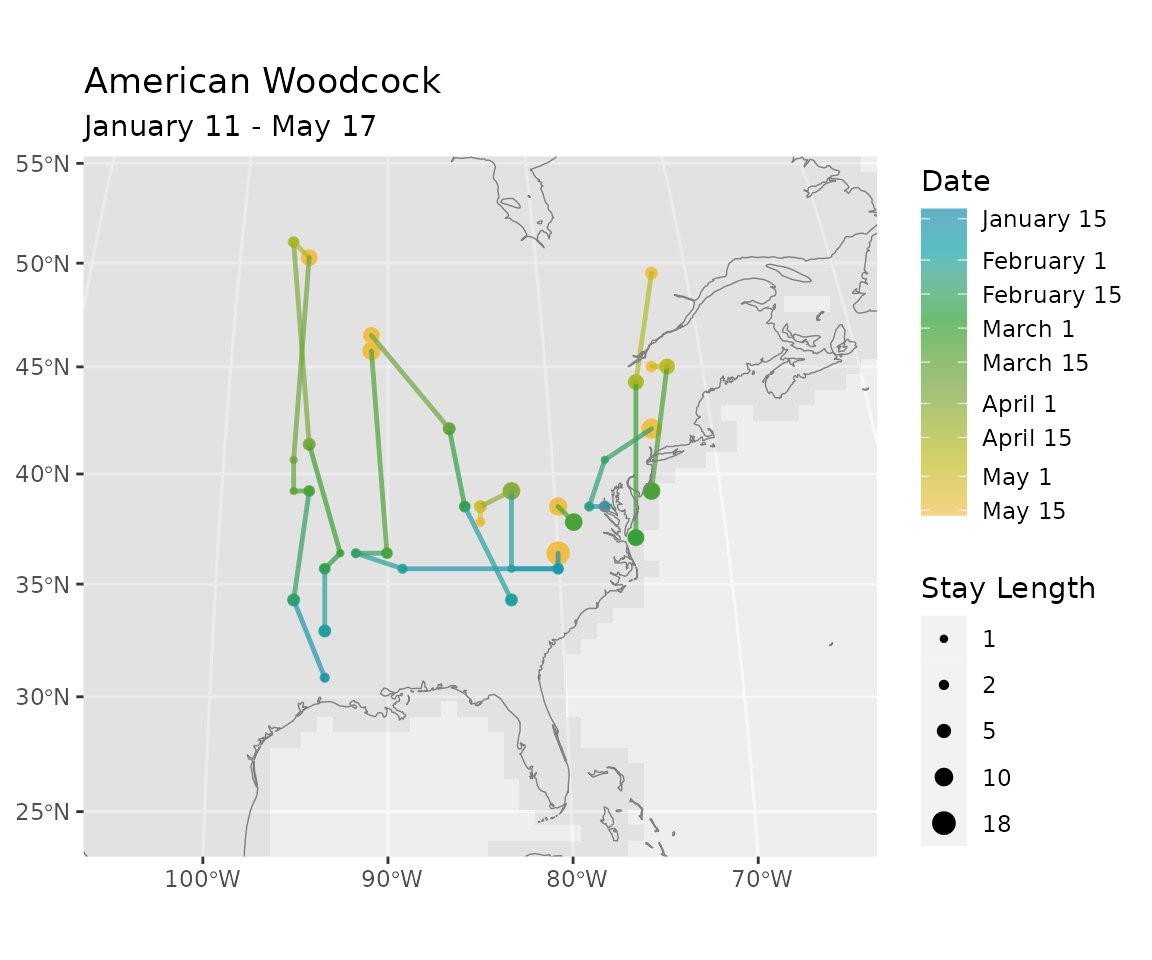 American Woodcock
January 11 - May 17
55°N
50°N
45°N
40°N
35°N
30°N
25°N
100°W
90°W
80°W
70°W
Date
January 15
February 1
February 15
March 1
March 15
April 1
April 15
May 1
May 15
Stay Length
1
2
5
10
18